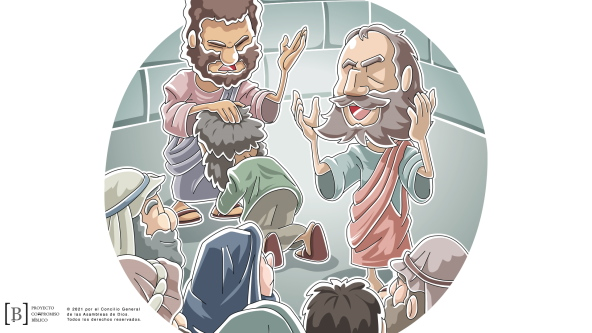 [B]
PROYECTO
COMPROMISO
BÍBLICO
© 2021 por el Concilio General
de las Asambleas de Dios.
Todos los derechos reservados.